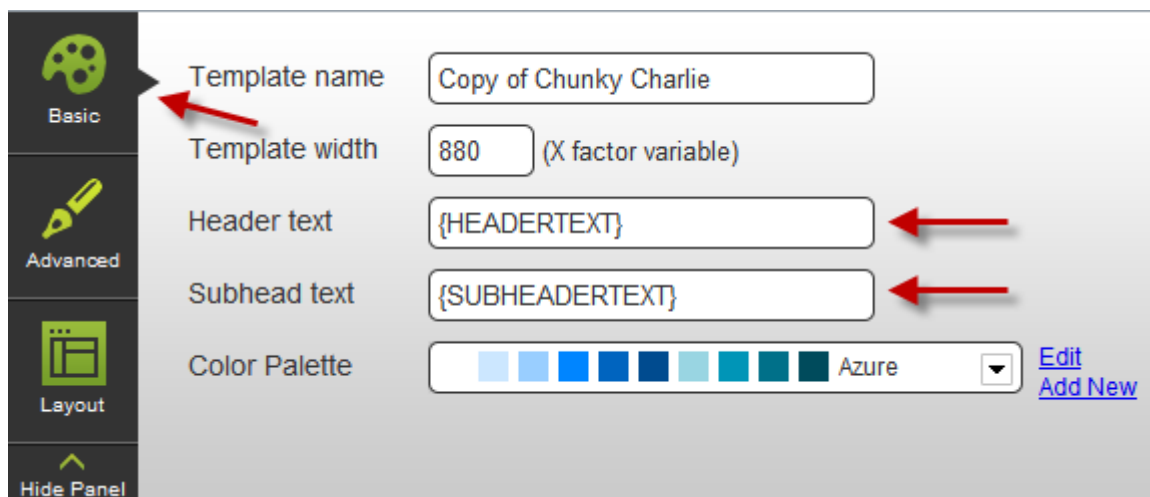 Basic
Advanced
Layout
Hide Panel
Template name Copy of Chunky Charlie
Template width 880 (X factor variable)
Header text {HEADERTEXT}
Subhead text {SUBHEADERTEXT}
Color Palette Azure Edit
Add New